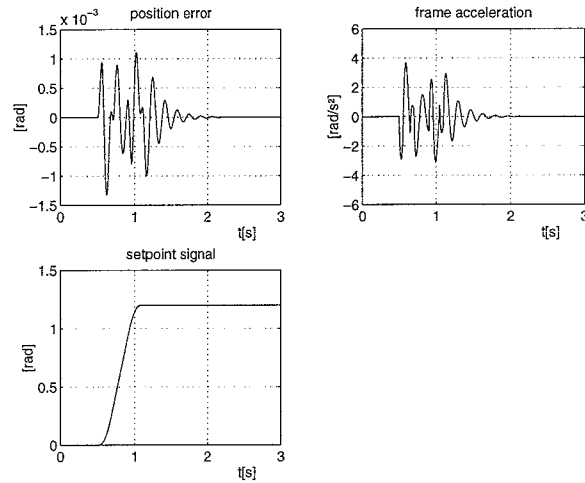 position error
x 10⁻³
1.5
1
0.5
0
−0.5
−1
−1.5
[rad]
0 1 2 3
t[s]
frame acceleration
6
4
2
0
−2
−4
−6
[rad/s²]
0 1 2 3
t[s]
setpoint signal
1.5
1
0.5
0
[rad]
0 1 2 3
t[s]